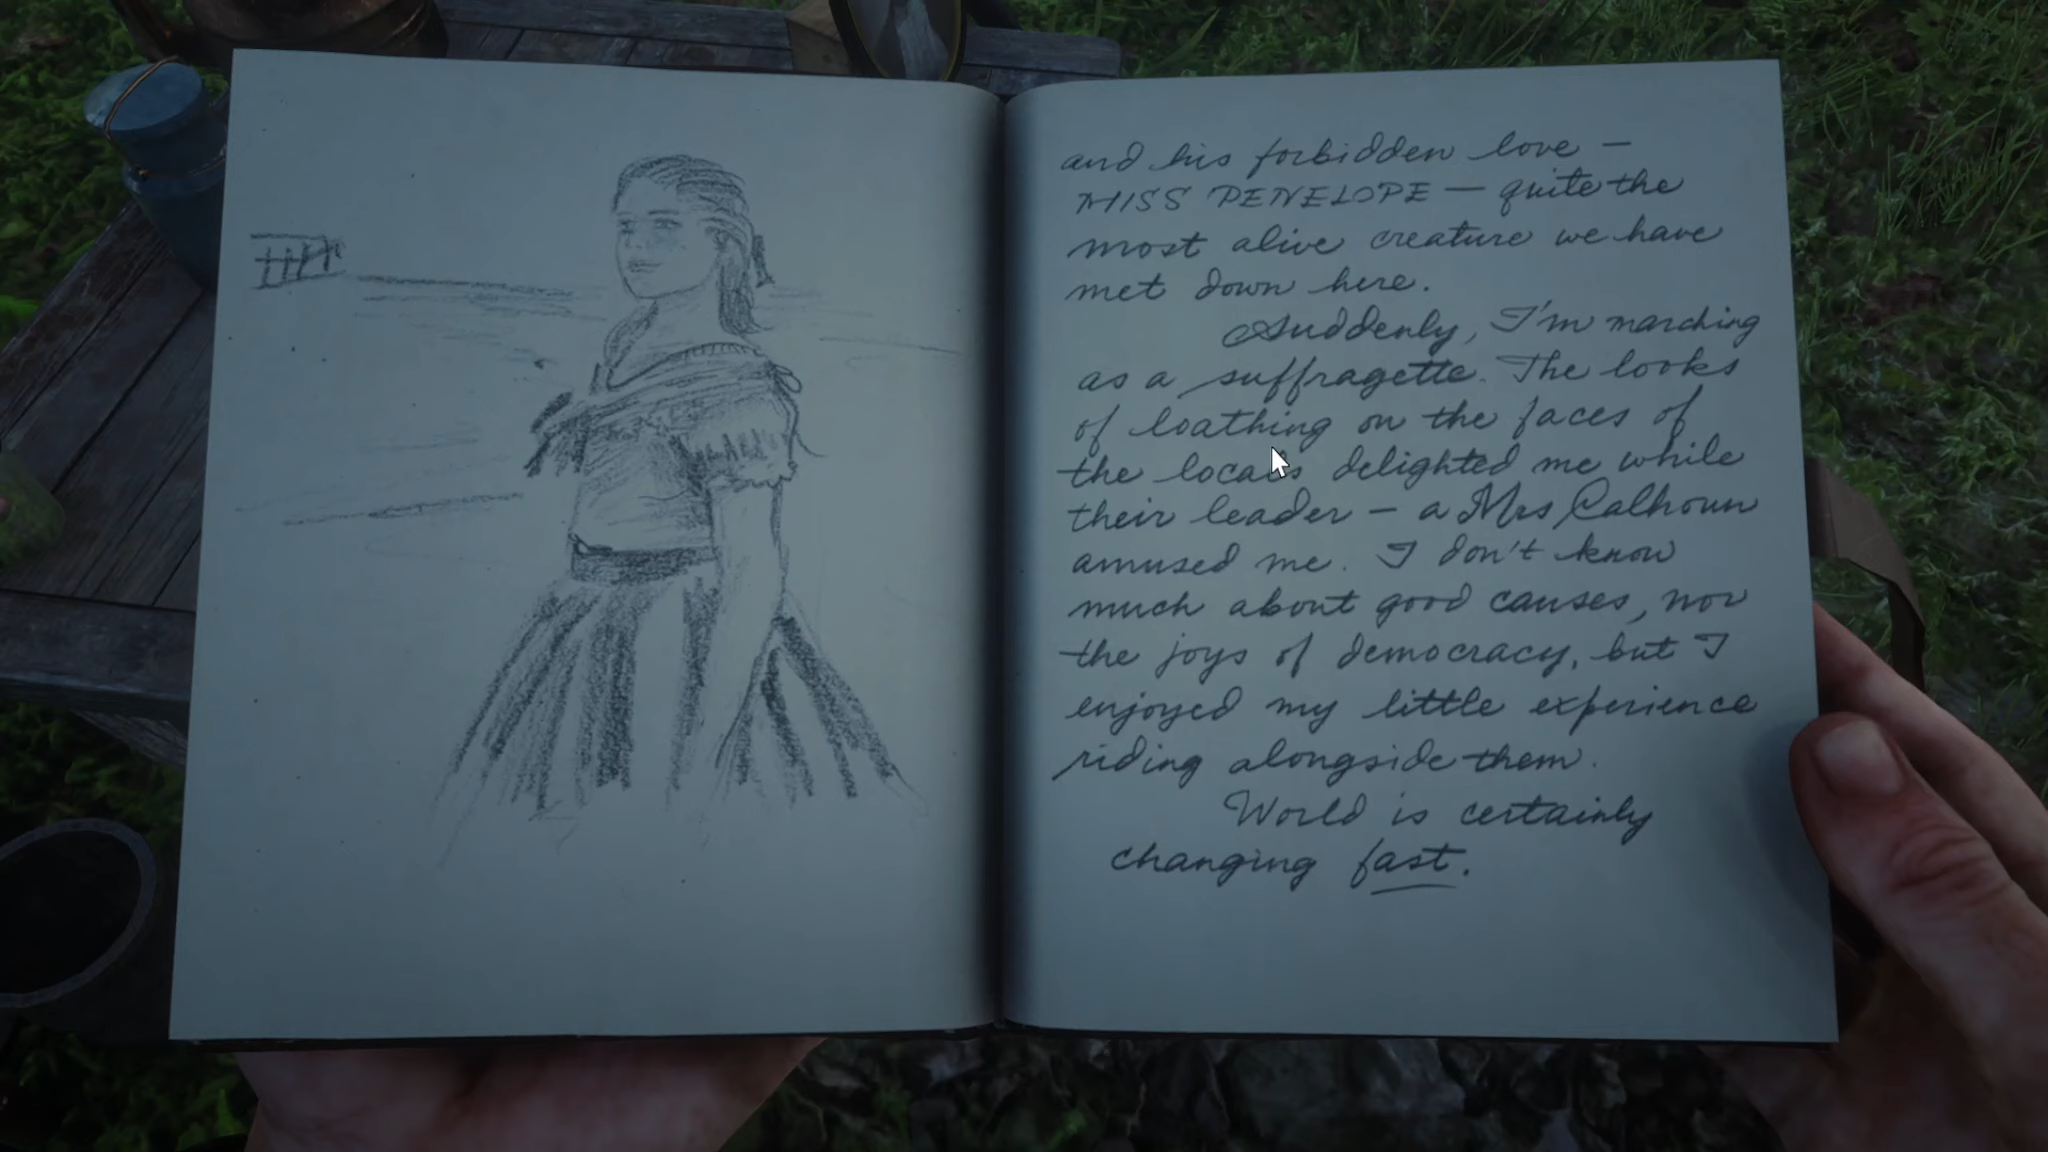 and his forbidden love —
MISS PENELOPE — quite the
most alive creature we have
met down here.
Suddenly, I'm marching
as a suffragette. The looks
of loathing on the faces of
the locals delighted me while
their leader — a Mrs Calhoun
amused me. I don't know
much about good causes, nor
the joys of democracy, but I
enjoyed my little experience
riding alongside them.
World is certainly
changing fast.